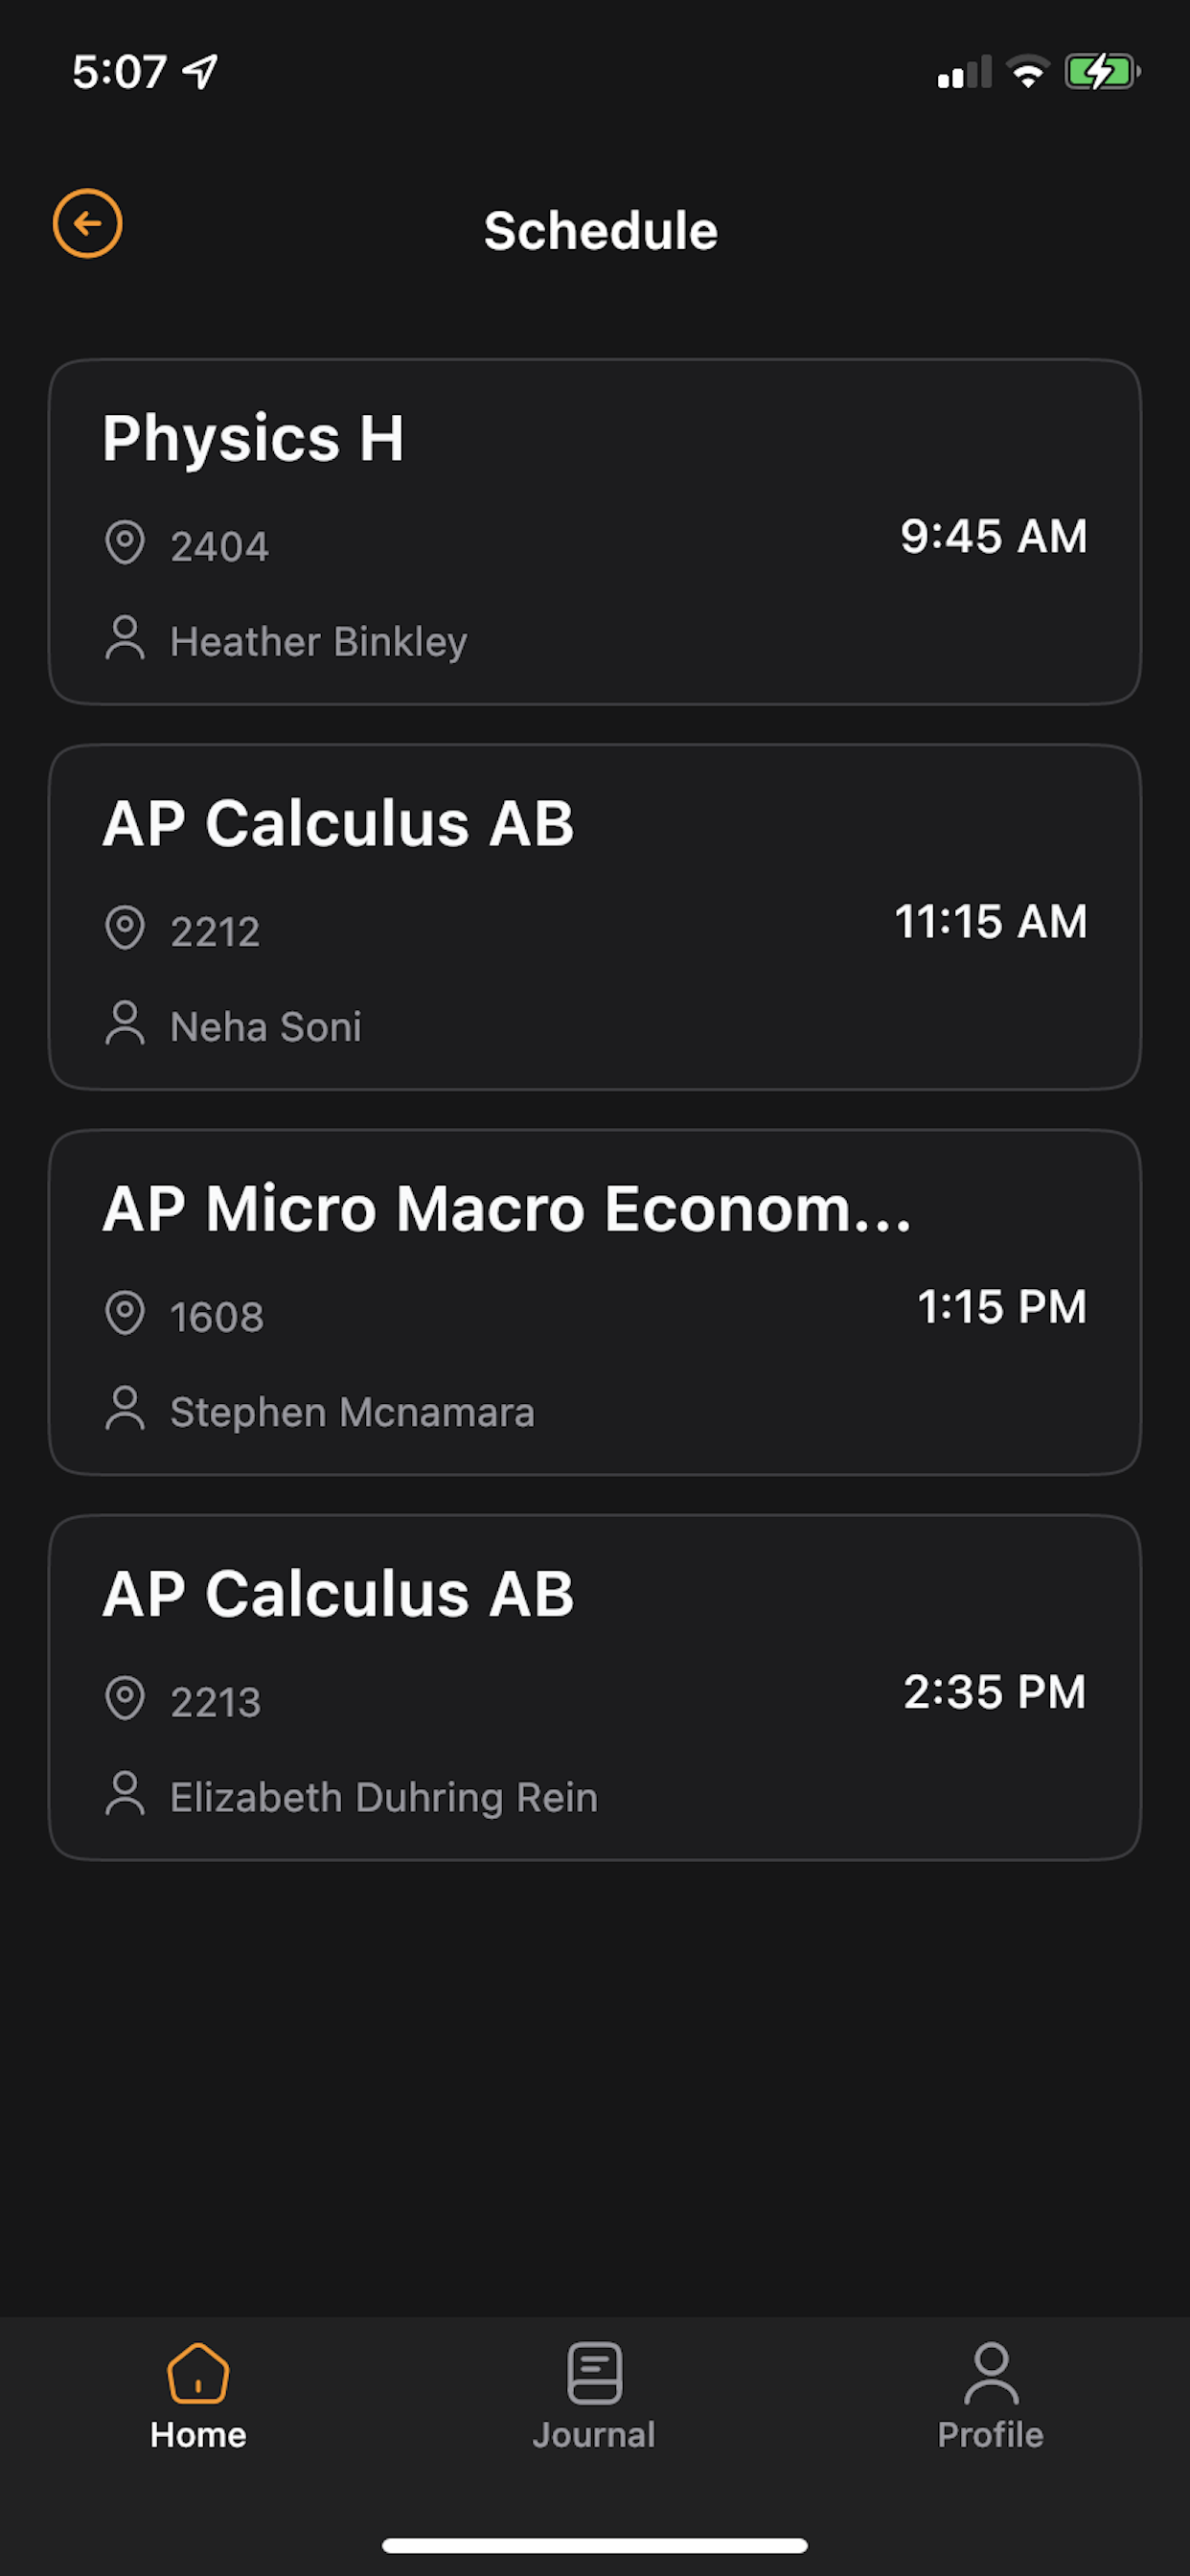 5:07
Schedule
Physics H
2404
9:45 AM
Heather Binkley
AP Calculus AB
2212
11:15 AM
Neha Soni
AP Micro Macro Econom...
1608
1:15 PM
Stephen Mcnamara
AP Calculus AB
2213
2:35 PM
Elizabeth Duhring Rein
Home
Journal
Profile